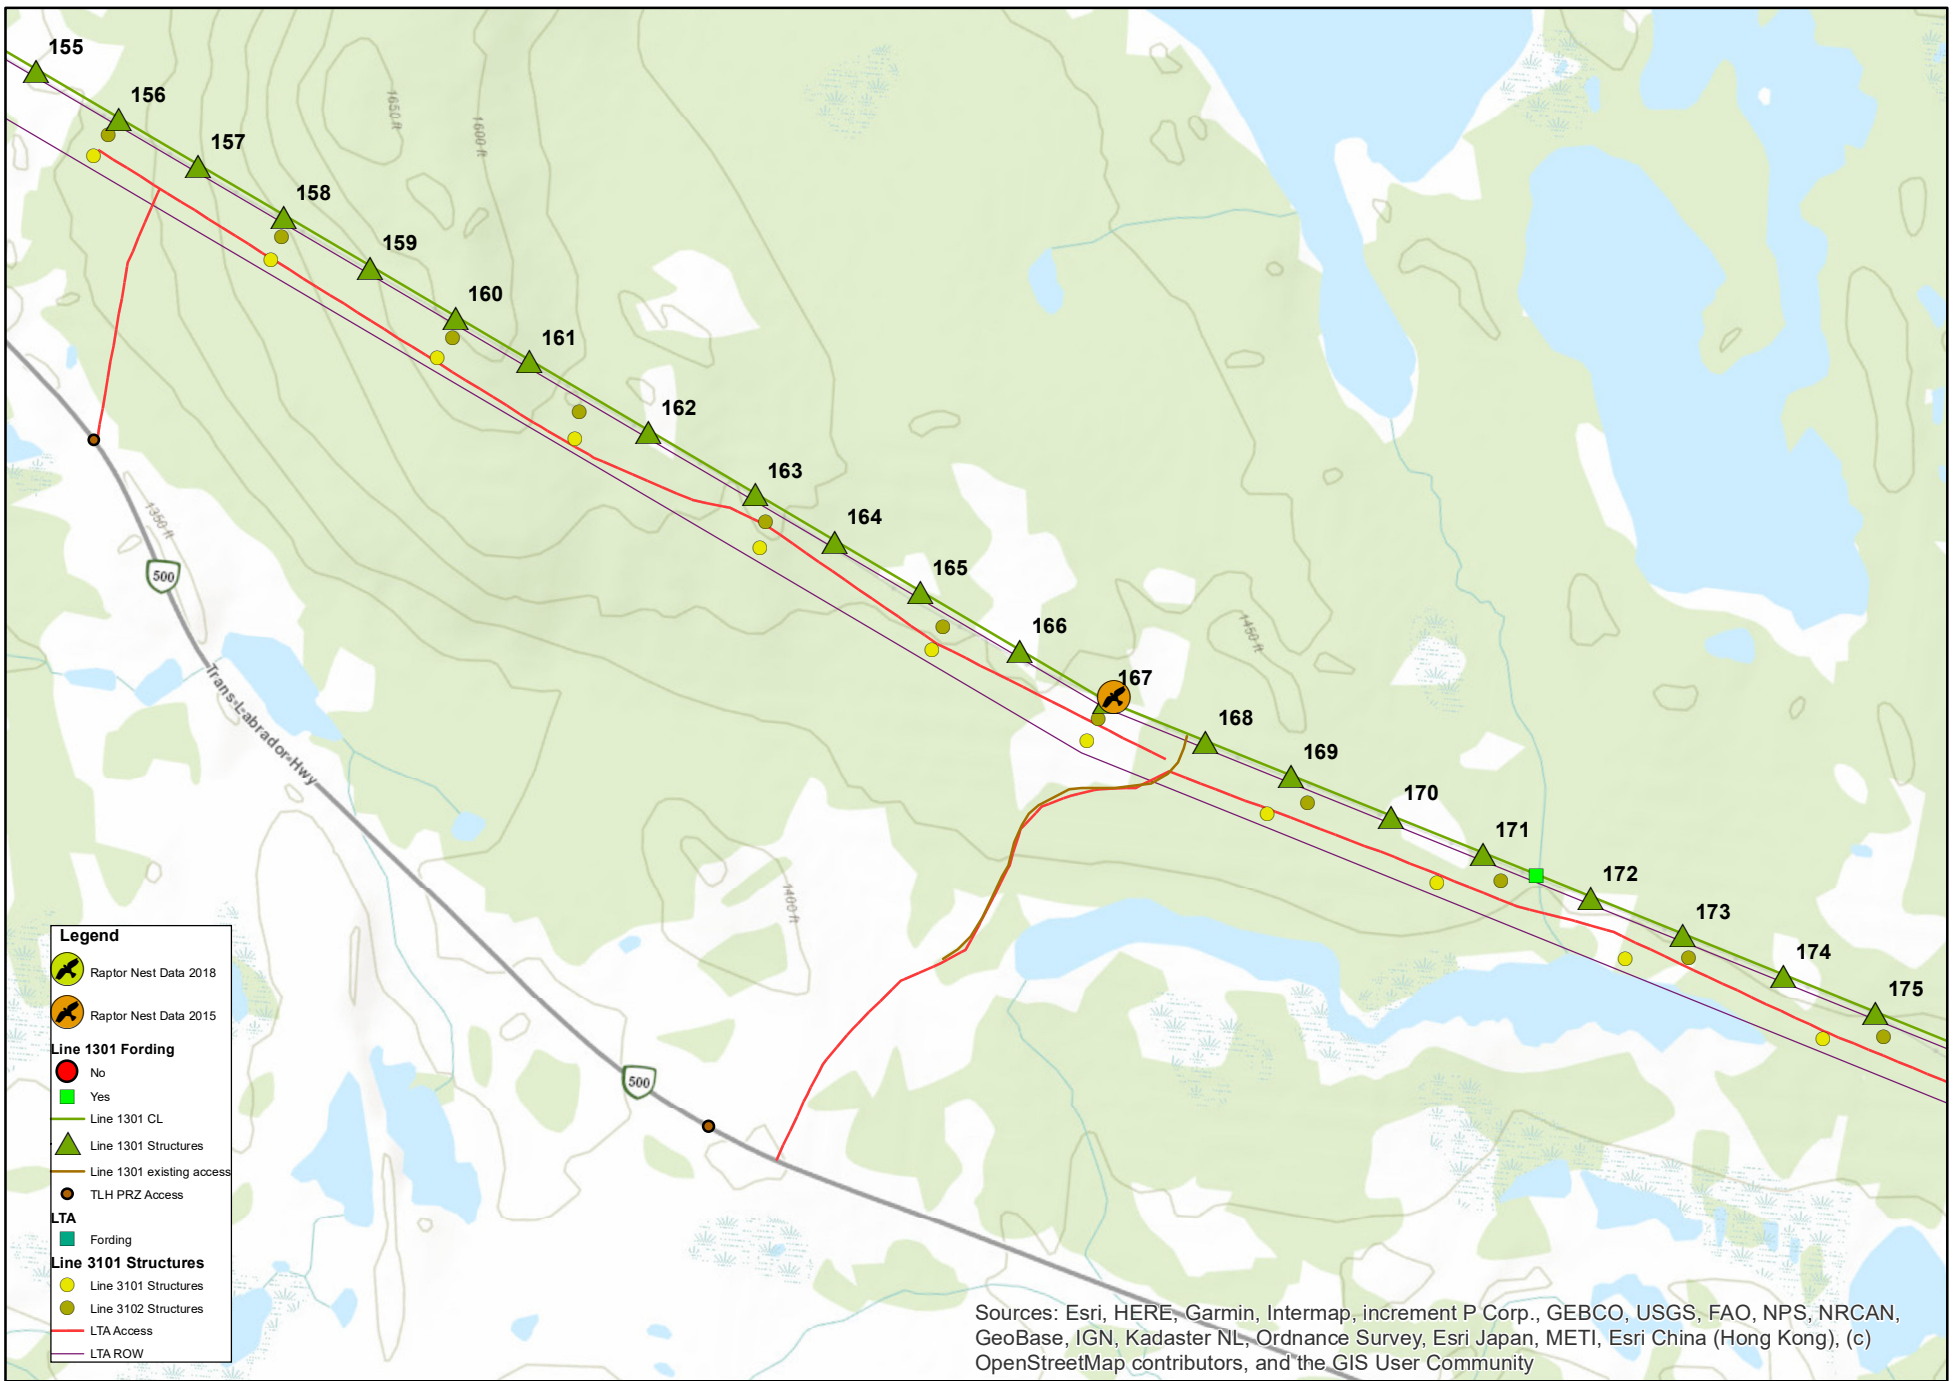 155
156
157
158
159
160
161
162
163
164
165
166
167
168
169
170
171
172
173
174
175
1650 ft
1600 ft
1350 ft
1450 ft
1400 ft
500
Trans-Labrador-Hwy
500
Legend
Raptor Nest Data 2018
Raptor Nest Data 2015
Line 1301 Fording
No
Yes
Line 1301 CL
Line 1301 Structures
Line 1301 existing access
TLH PRZ Access
LTA
Fording
Line 3101 Structures
Line 3101 Structures
Line 3102 Structures
LTA Access
LTA ROW
Sources: Esri, HERE, Garmin, Intermap, increment P Corp., GEBCO, USGS, FAO, NPS, NRCAN,
GeoBase, IGN, Kadaster NL, Ordnance Survey, Esri Japan, METI, Esri China (Hong Kong), (c)
OpenStreetMap contributors, and the GIS User Community